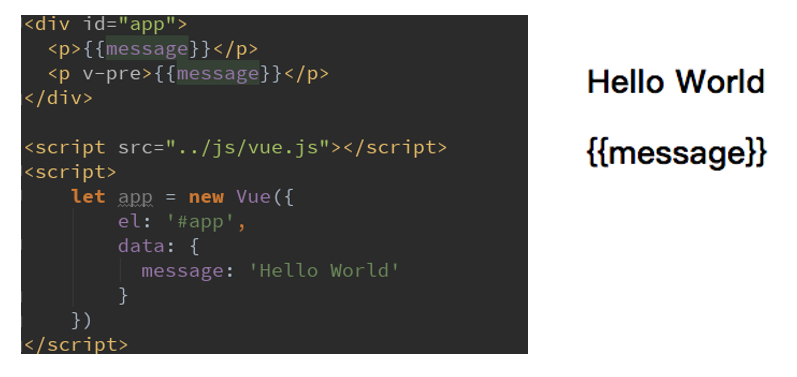 <div id="app">
  <p>{{message}}</p>
  <p v-pre>{{message}}</p>
</div>

<script src="../js/vue.js"></script>
<script>
    let app = new Vue({
        el: '#app',
        data: {
          message: 'Hello World'
        }
    })
</script>
Hello World
{{message}}